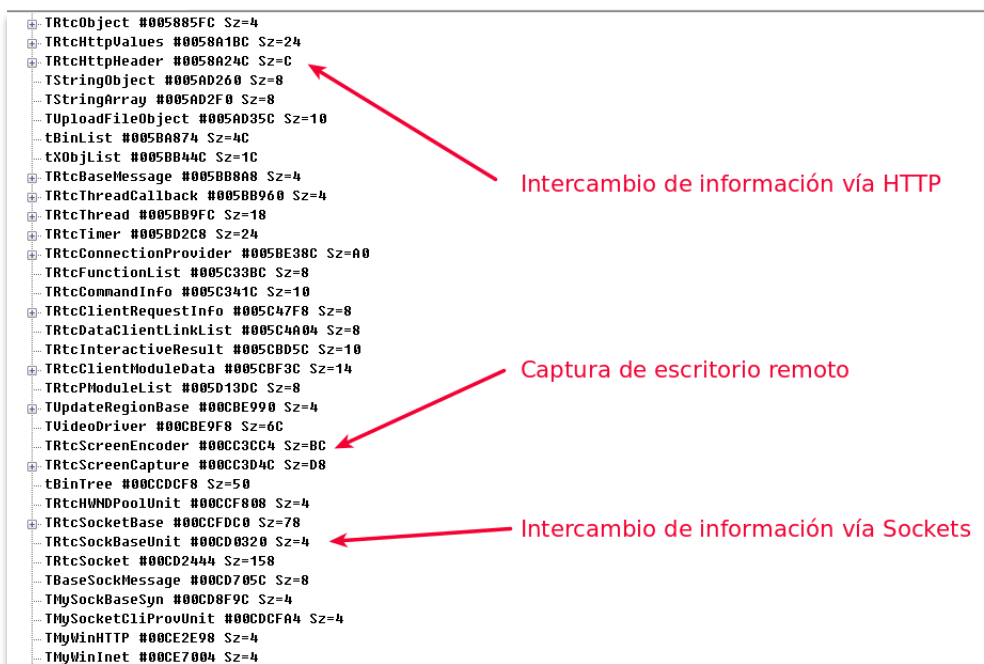 TRtcObject #005885FC Sz=4
TRtcHttpValues #0058A1BC Sz=24
TRtcHttpHeader #0058A24C Sz=C
TStringObject #005AD260 Sz=8
TStringArray #005AD2F0 Sz=8
TUploadFileObject #005AD35C Sz=10
tBinList #005BA874 Sz=4C
tXObjList #005BB44C Sz=1C
TRtcBaseMessage #005BB8A8 Sz=4
Intercambio de información vía HTTP
TRtcThreadCallback #005BB960 Sz=4
TRtcThread #005BB9FC Sz=18
TRtcTimer #005BD2C8 Sz=24
TRtcConnectionProvider #005BE38C Sz=A0
TRtcFunctionList #005C33BC Sz=8
TRtcCommandInfo #005C341C Sz=10
TRtcClientRequestInfo #005C47F8 Sz=8
TRtcDataClientLinkList #005C4A04 Sz=8
TRtcInteractiveResult #005CBD5C Sz=10
TRtcClientModuleData #005CBF3C Sz=14
Captura de escritorio remoto
TRtcPModuleList #005D13DC Sz=8
TUpdateRegionBase #00CBE990 Sz=4
TVideoDriver #00CBE9F8 Sz=6C
TRtcScreenEncoder #00CC3CC4 Sz=BC
TRtcScreenCapture #00CC3D4C Sz=D8
tBinTree #00CCDCF8 Sz=50
TRtcHWNDPoolUnit #00CCF808 Sz=4
TRtcSocketBase #00CCFDC0 Sz=78
Intercambio de información vía Sockets
TRtcSockBaseUnit #00CD0320 Sz=4
TRtcSocket #00CD2444 Sz=158
TBaseSockMessage #00CD705C Sz=8
TMySockBaseSyn #00CD8F9C Sz=4
TMySocketCliProvUnit #00CDCFA4 Sz=4
TMyWinHTTP #00CE2E98 Sz=4
TMyWinInet #00CE7004 Sz=4